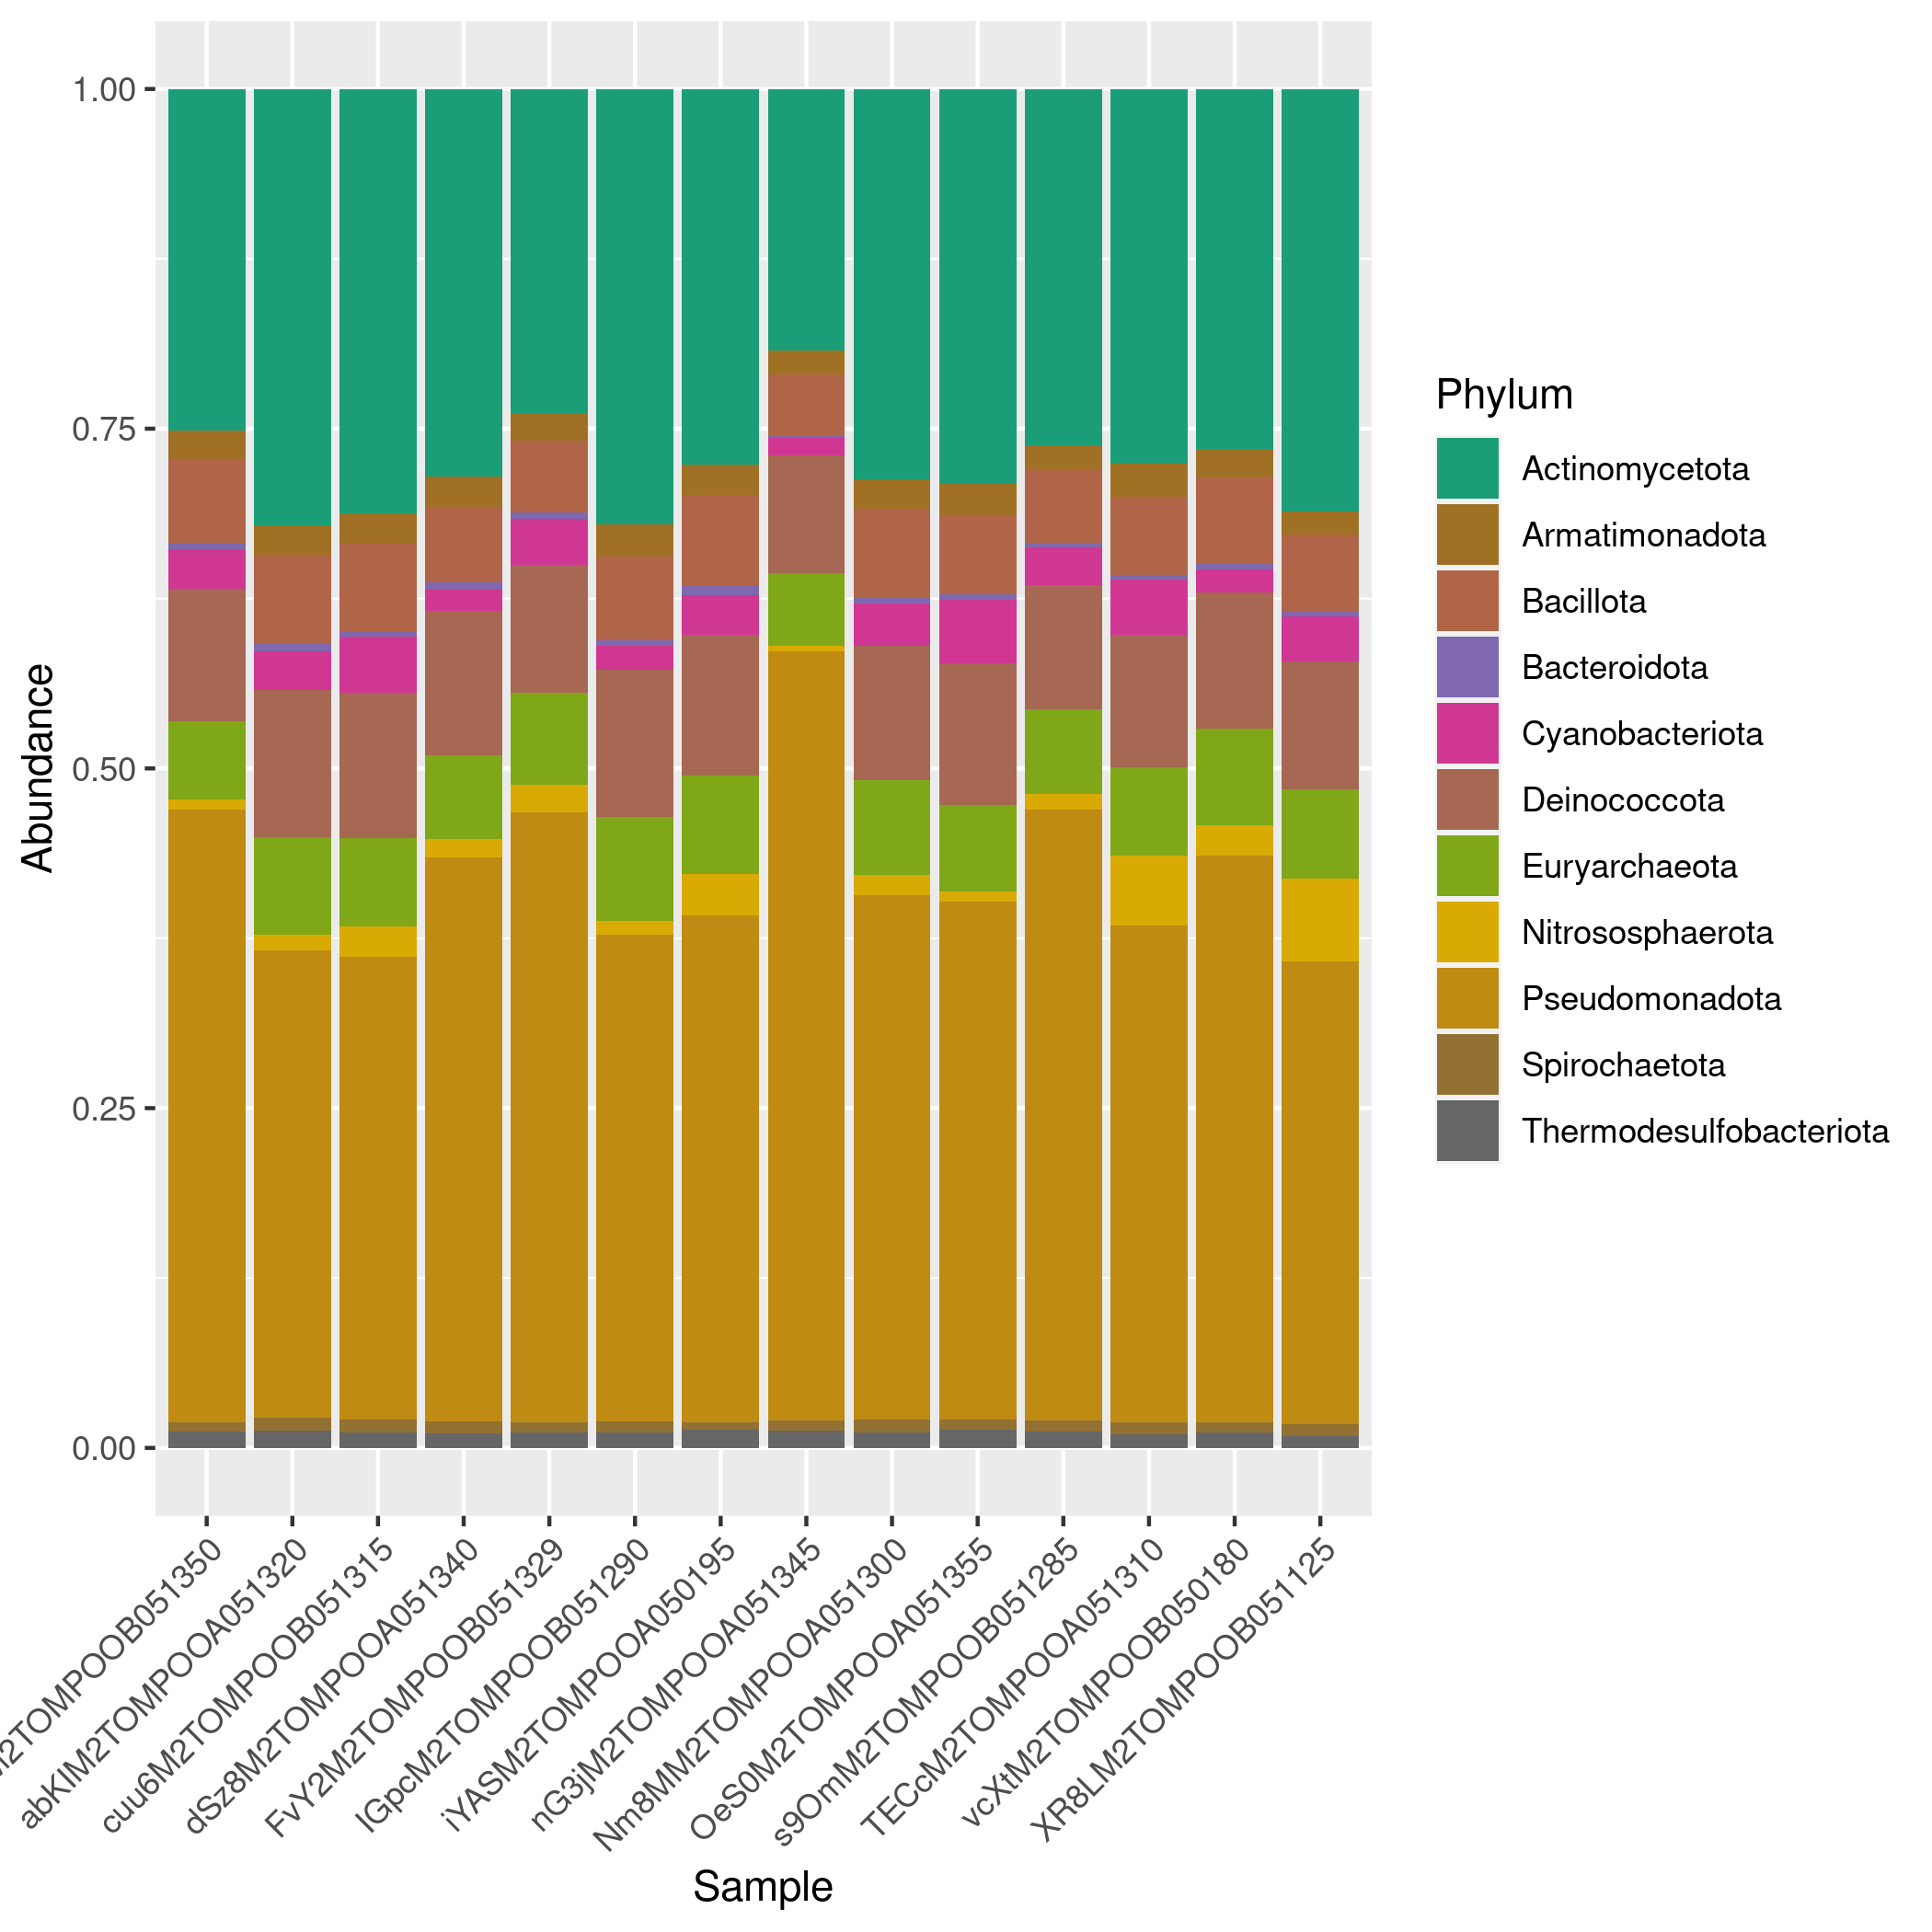 1.00
0.75
0.50
0.25
0.00
Abundance
M2TOMPOOB051350
abKIM2TOMPOOA051320
cuu6M2TOMPOOB051315
dSz8M2TOMPOOA051340
FvY2M2TOMPOOB051329
IGpcM2TOMPOOB051290
iYASM2TOMPOOA050195
nG3jM2TOMPOOA051345
Nm8MM2TOMPOOA051300
OeS0M2TOMPOOA051355
s9OmM2TOMPOOB051285
TECcM2TOMPOOA051310
vcXtM2TOMPOOB050180
XR8LM2TOMPOOB051125
Sample
Phylum
Actinomycetota
Armatimonadota
Bacillota
Bacteroidota
Cyanobacteriota
Deinococcota
Euryarchaeota
Nitrososphaerota
Pseudomonadota
Spirochaetota
Thermodesulfobacteriota